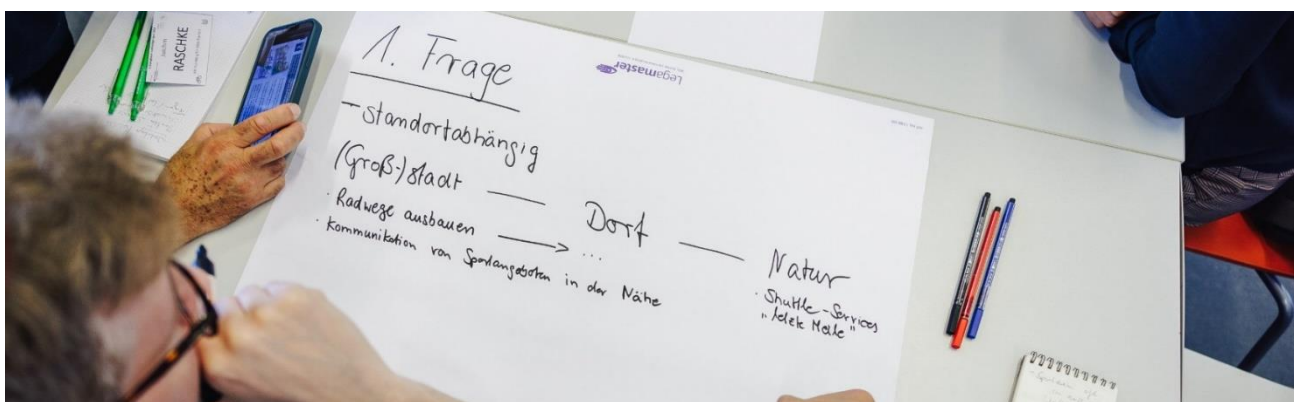 RASCHKE
1. Frage
Legamaster
- Standortabhängig
(Groß-)stadt — Dorf — Natur
· Radwege ausbauen → ...
· Kommunikation von Sportangeboten in der Nähe
· Shuttle-Services
"letzte Meile"